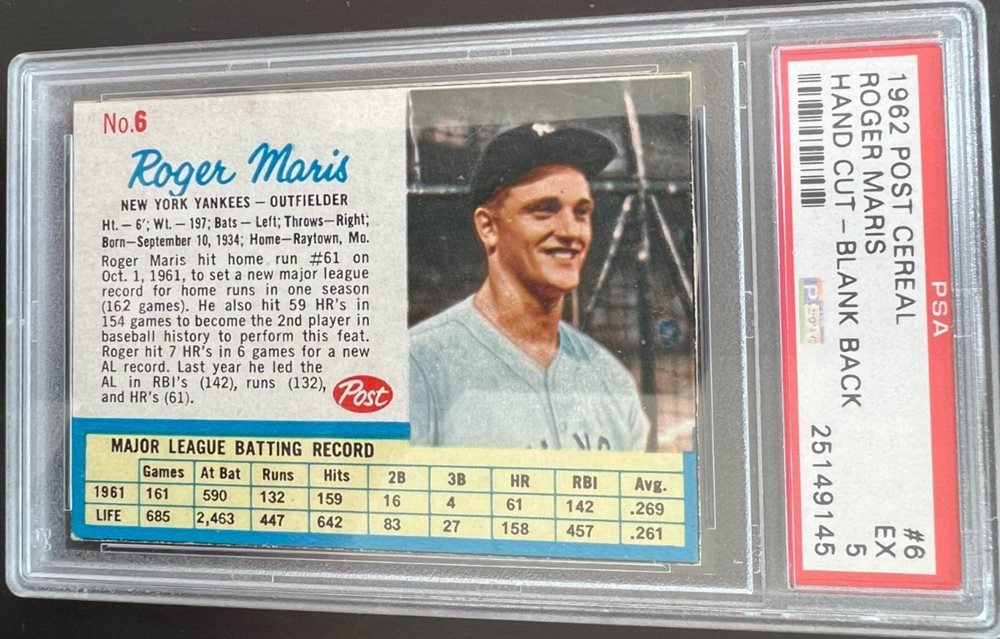 No.6
Roger Maris
NEW YORK YANKEES — OUTFIELDER
Ht. — 6'; Wt. — 197; Bats — Left; Throws—Right;
Born—September 10, 1934; Home—Raytown, Mo.
Roger Maris hit home run #61 on
Oct. 1, 1961, to set a new major league
record for home runs in one season
(162 games). He also hit 59 HR's in
154 games to become the 2nd player in
baseball history to perform this feat.
Roger hit 7 HR's in 6 games for a new
AL record. Last year he led the
AL in RBI's (142), runs (132),
and HR's (61).
Post
MAJOR LEAGUE BATTING RECORD
Games At Bat Runs Hits 2B 3B HR RBI Avg.
1961 161 590 132 159 16 4 61 142 .269
LIFE 685 2,463 447 642 83 27 158 457 .261
PSA
1962 POST CEREAL #6
ROGER MARIS EX
HAND CUT – BLANK BACK 5
25149145